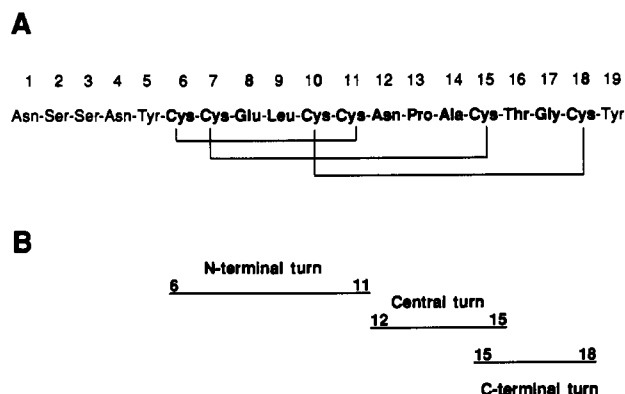 A
1 2 3 4 5 6 7 8 9 10 11 12 13 14 15 16 17 18 19
Asn-Ser-Ser-Asn-Tyr-Cys-Cys-Glu-Leu-Cys-Cys-Asn-Pro-Ala-Cys-Thr-Gly-Cys-Tyr
B
N-terminal turn
6 11
Central turn
12 15
15 18
C-terminal turn